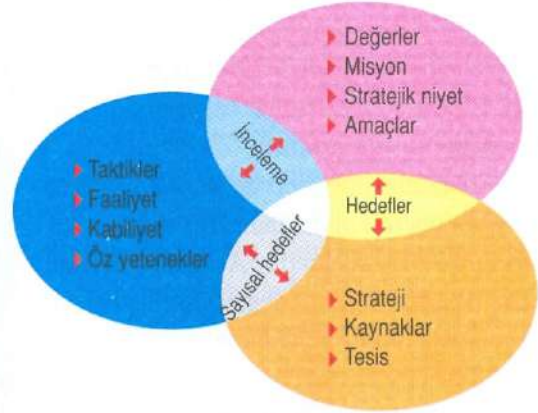 Değerler
Misyon
Stratejik niyet
Amaçlar
İnceleme
Taktikler
Faaliyet
Kabiliyet
Öz yetenekler
Hedefler
Sayısal hedefler
Strateji
Kaynaklar
Tesis